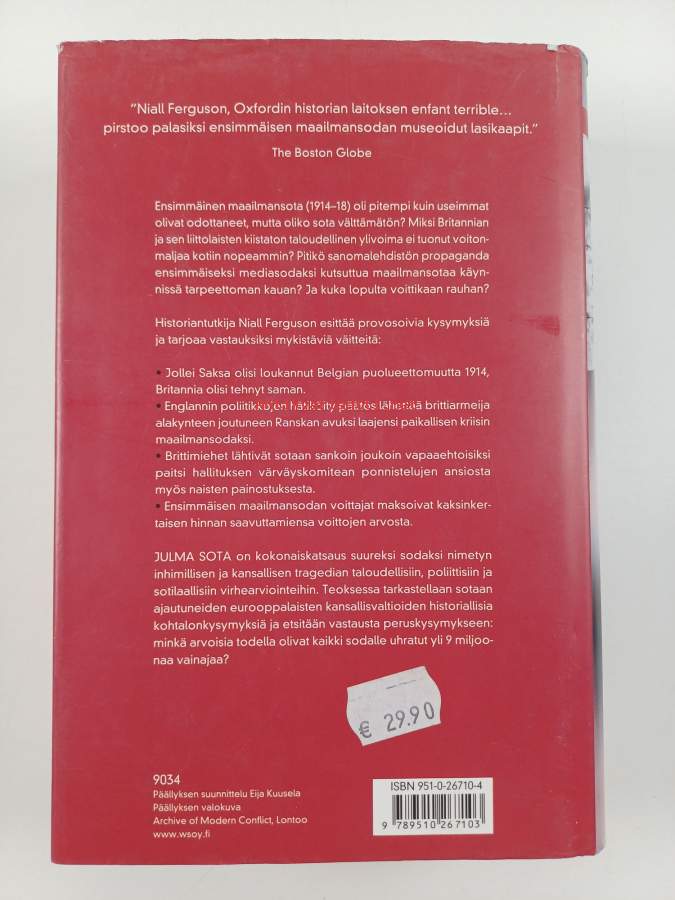 ”Niall Ferguson, Oxfordin historian laitoksen enfant terrible...
pirstoo palasiksi ensimmäisen maailmansodan museoidut lasikaapit.”
The Boston Globe
Ensimmäinen maailmansota (1914–18) oli pitempi kuin useimmat
olivat odottaneet, mutta oliko sota välttämätön? Miksi Britannian
ja sen liittolaisten kiistaton taloudellinen ylivoima ei tuonut voiton-
maljaa kotiin nopeammin? Pitikö sanomalehdistön propaganda
ensimmäiseksi mediasodaksi kutsuttua maailmansotaa käyn-
nissä tarpeettoman kauan? Ja kuka lopulta voittikaan rauhan?
Historiantutkija Niall Ferguson esittää provosoivia kysymyksiä
ja tarjoaa vastauksiksi mykistäviä väitteitä:
• Jollei Saksa olisi loukannut Belgian puolueettomuutta 1914,
Britannia olisi tehnyt saman.
• Englannin poliitikkojen hätiköity päätös lähettää brittiarmeija
alakynteen joutuneen Ranskan avuksi laajensi paikallisen kriisin
maailmansodaksi.
• Brittimiehet lähtivät sotaan sankoin joukoin vapaaehtoisiksi
paitsi hallituksen värväyskomitean ponnistelujen ansiosta
myös naisten painostuksesta.
• Ensimmäisen maailmansodan voittajat maksoivat kaksinker-
taisen hinnan saavuttamiensa voittojen arvosta.
JULMA SOTA on kokonaiskatsaus suureksi sodaksi nimetyn
inhimillisen ja kansallisen tragedian taloudellisiin, poliittisiin ja
sotilaallisiin virhearviointeihin. Teoksessa tarkastellaan sotaan
ajautuneiden eurooppalaisten kansallisvaltioiden historiallisia
kohtalonkysymyksiä ja etsitään vastausta peruskysymykseen:
minkä arvoisia todella olivat kaikki sodalle uhratut yli 9 miljoo-
naa vainajaa?
€ 29.90
9034
Päällyksen suunnittelu Eija Kuusela
Päällyksen valokuva
Archive of Modern Conflict, Lontoo
www.wsoy.fi
ISBN 951-0-26710-4
9 789510 267103